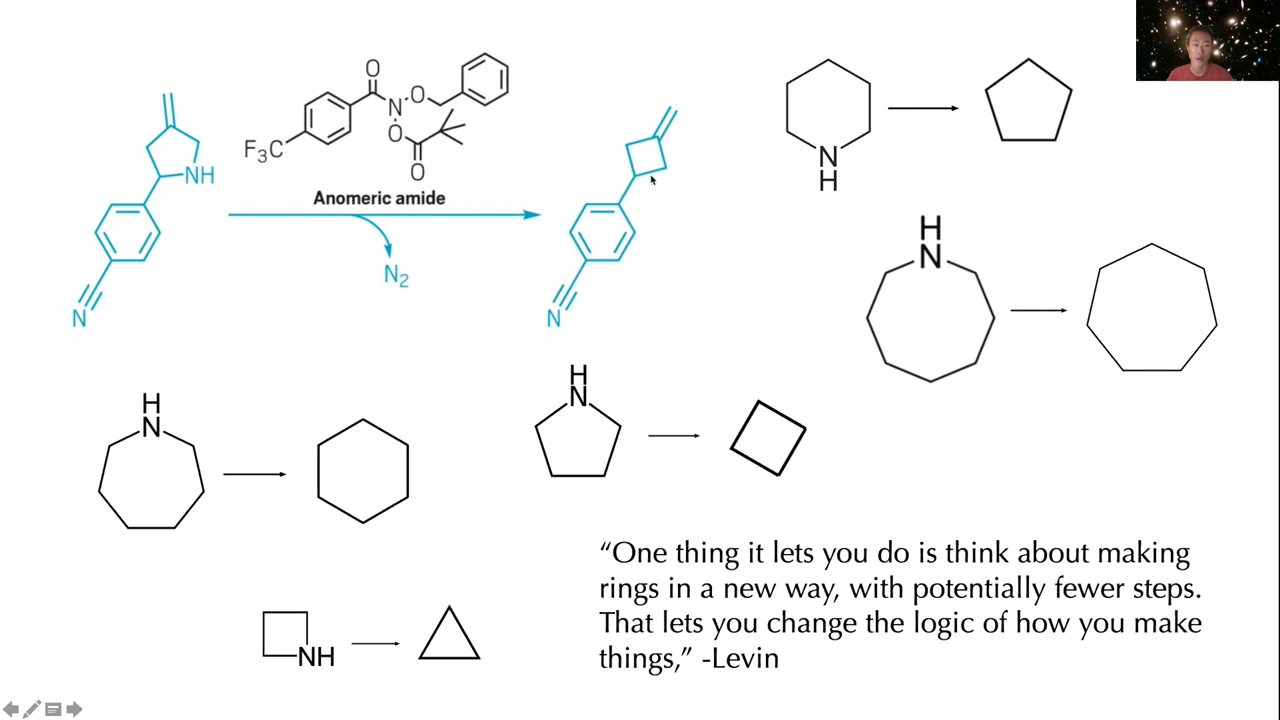 O
N
O
O
O
F₃C
NH
Anomeric amide
N₂
N
N
N
H
H
N
H
N
H
N
NH
“One thing it lets you do is think about making
rings in a new way, with potentially fewer steps.
That lets you change the logic of how you make
things,” -Levin